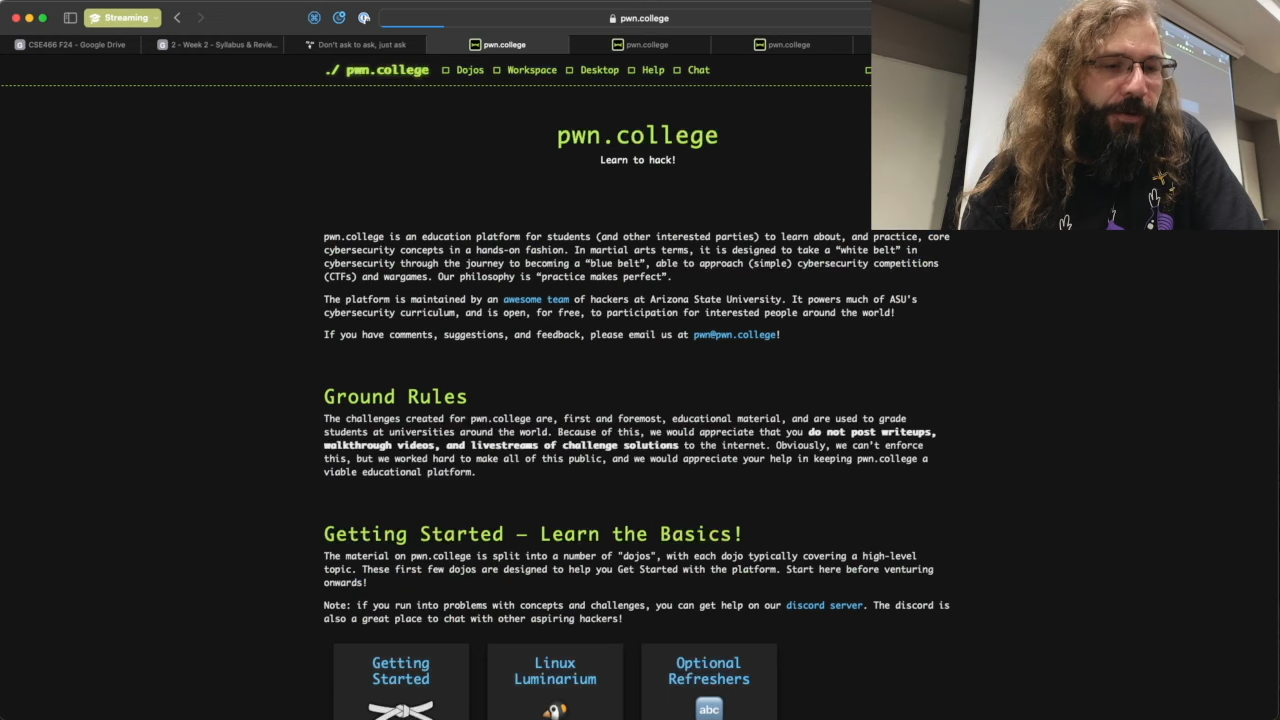 Streaming
pwn.college
CSE466 F24 - Google Drive
2 - Week 2 - Syllabus & Revie...
Don't ask to ask, just ask
pwn.college
pwn.college
pwn.college
./ pwn.college
Dojos
Workspace
Desktop
Help
Chat
pwn.college
Learn to hack!
pwn.college is an education platform for students (and other interested parties) to learn about, and practice, core
cybersecurity concepts in a hands-on fashion. In martial arts terms, it is designed to take a “white belt” in
cybersecurity through the journey to becoming a “blue belt”, able to approach (simple) cybersecurity competitions
(CTFs) and wargames. Our philosophy is “practice makes perfect”.
The platform is maintained by an awesome team of hackers at Arizona State University. It powers much of ASU’s
cybersecurity curriculum, and is open, for free, to participation for interested people around the world!
If you have comments, suggestions, and feedback, please email us at pwn@pwn.college!
Ground Rules
The challenges created for pwn.college are, first and foremost, educational material, and are used to grade
students at universities around the world. Because of this, we would appreciate that you do not post writeups,
walkthrough videos, and livestreams of challenge solutions to the internet. Obviously, we can’t enforce
this, but we worked hard to make all of this public, and we would appreciate your help in keeping pwn.college a
viable educational platform.
Getting Started — Learn the Basics!
The material on pwn.college is split into a number of "dojos", with each dojo typically covering a high-level
topic. These first few dojos are designed to help you Get Started with the platform. Start here before venturing
onwards!
Note: if you run into problems with concepts and challenges, you can get help on our discord server. The discord is
also a great place to chat with other aspiring hackers!
Getting
Started
Linux
Luminarium
Optional
Refreshers
abc